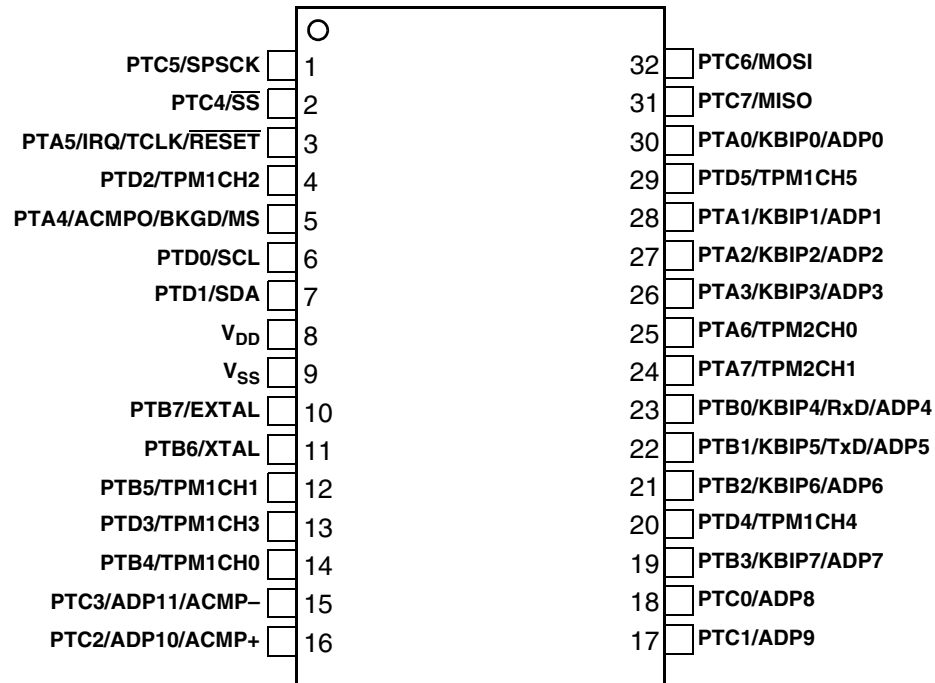 PTC5/SPSCK 1 32 PTC6/MOSI
PTC4/S̅S̅ 2 31 PTC7/MISO
PTA5/IRQ/TCLK/R̅E̅S̅E̅T̅ 3 30 PTA0/KBIP0/ADP0
PTD2/TPM1CH2 4 29 PTD5/TPM1CH5
PTA4/ACMPO/BKGD/MS 5 28 PTA1/KBIP1/ADP1
PTD0/SCL 6 27 PTA2/KBIP2/ADP2
PTD1/SDA 7 26 PTA3/KBIP3/ADP3
VDD 8 25 PTA6/TPM2CH0
VSS 9 24 PTA7/TPM2CH1
PTB7/EXTAL 10 23 PTB0/KBIP4/RxD/ADP4
PTB6/XTAL 11 22 PTB1/KBIP5/TxD/ADP5
PTB5/TPM1CH1 12 21 PTB2/KBIP6/ADP6
PTD3/TPM1CH3 13 20 PTD4/TPM1CH4
PTB4/TPM1CH0 14 19 PTB3/KBIP7/ADP7
PTC3/ADP11/ACMP– 15 18 PTC0/ADP8
PTC2/ADP10/ACMP+ 16 17 PTC1/ADP9